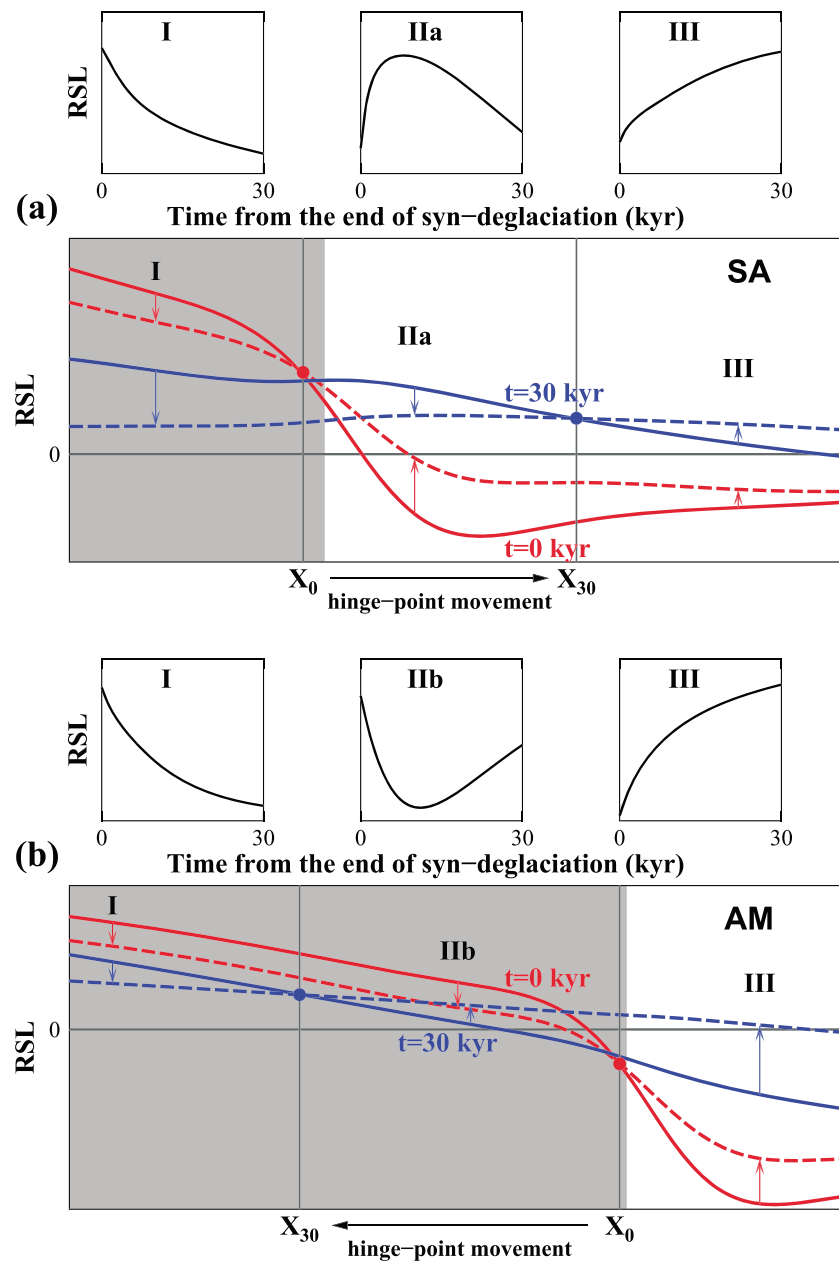 I
IIa
III
RSL
0
30
0
30
0
30
(a)
Time from the end of syn−deglaciation (kyr)
I
IIa
SA
III
RSL
t=30 kyr
0
t=0 kyr
X0
X30
hinge−point movement
I
IIb
III
RSL
0
30
0
30
0
30
(b)
Time from the end of syn−deglaciation (kyr)
I
IIb
AM
III
t=0 kyr
RSL
0
t=30 kyr
X30
X0
hinge−point movement